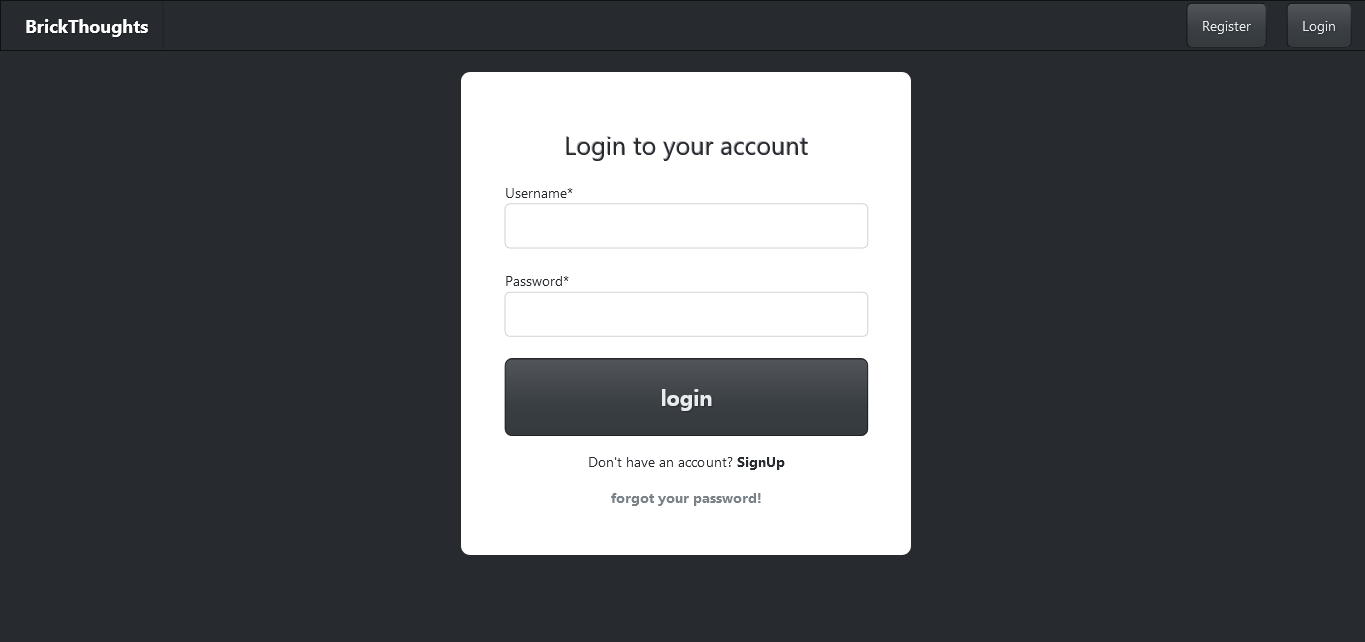 BrickThoughts
Register
Login
Login to your account
Username*
Password*
login
Don't have an account? SignUp
forgot your password!